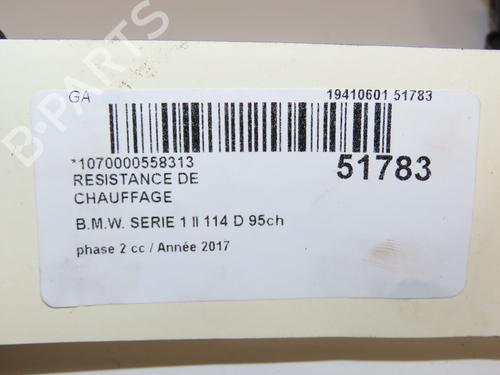 GA
19410601 51783
*1070000558313
51783
RESISTANCE DE
CHAUFFAGE
B.M.W. SERIE 1 II 114 D 95ch
phase 2 cc / Année 2017
B-PARTS